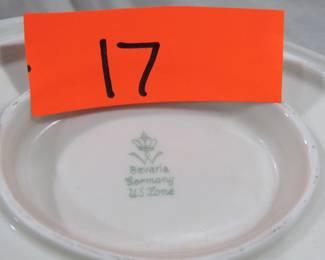 17
Bavaria
Germany
U.S. Zone